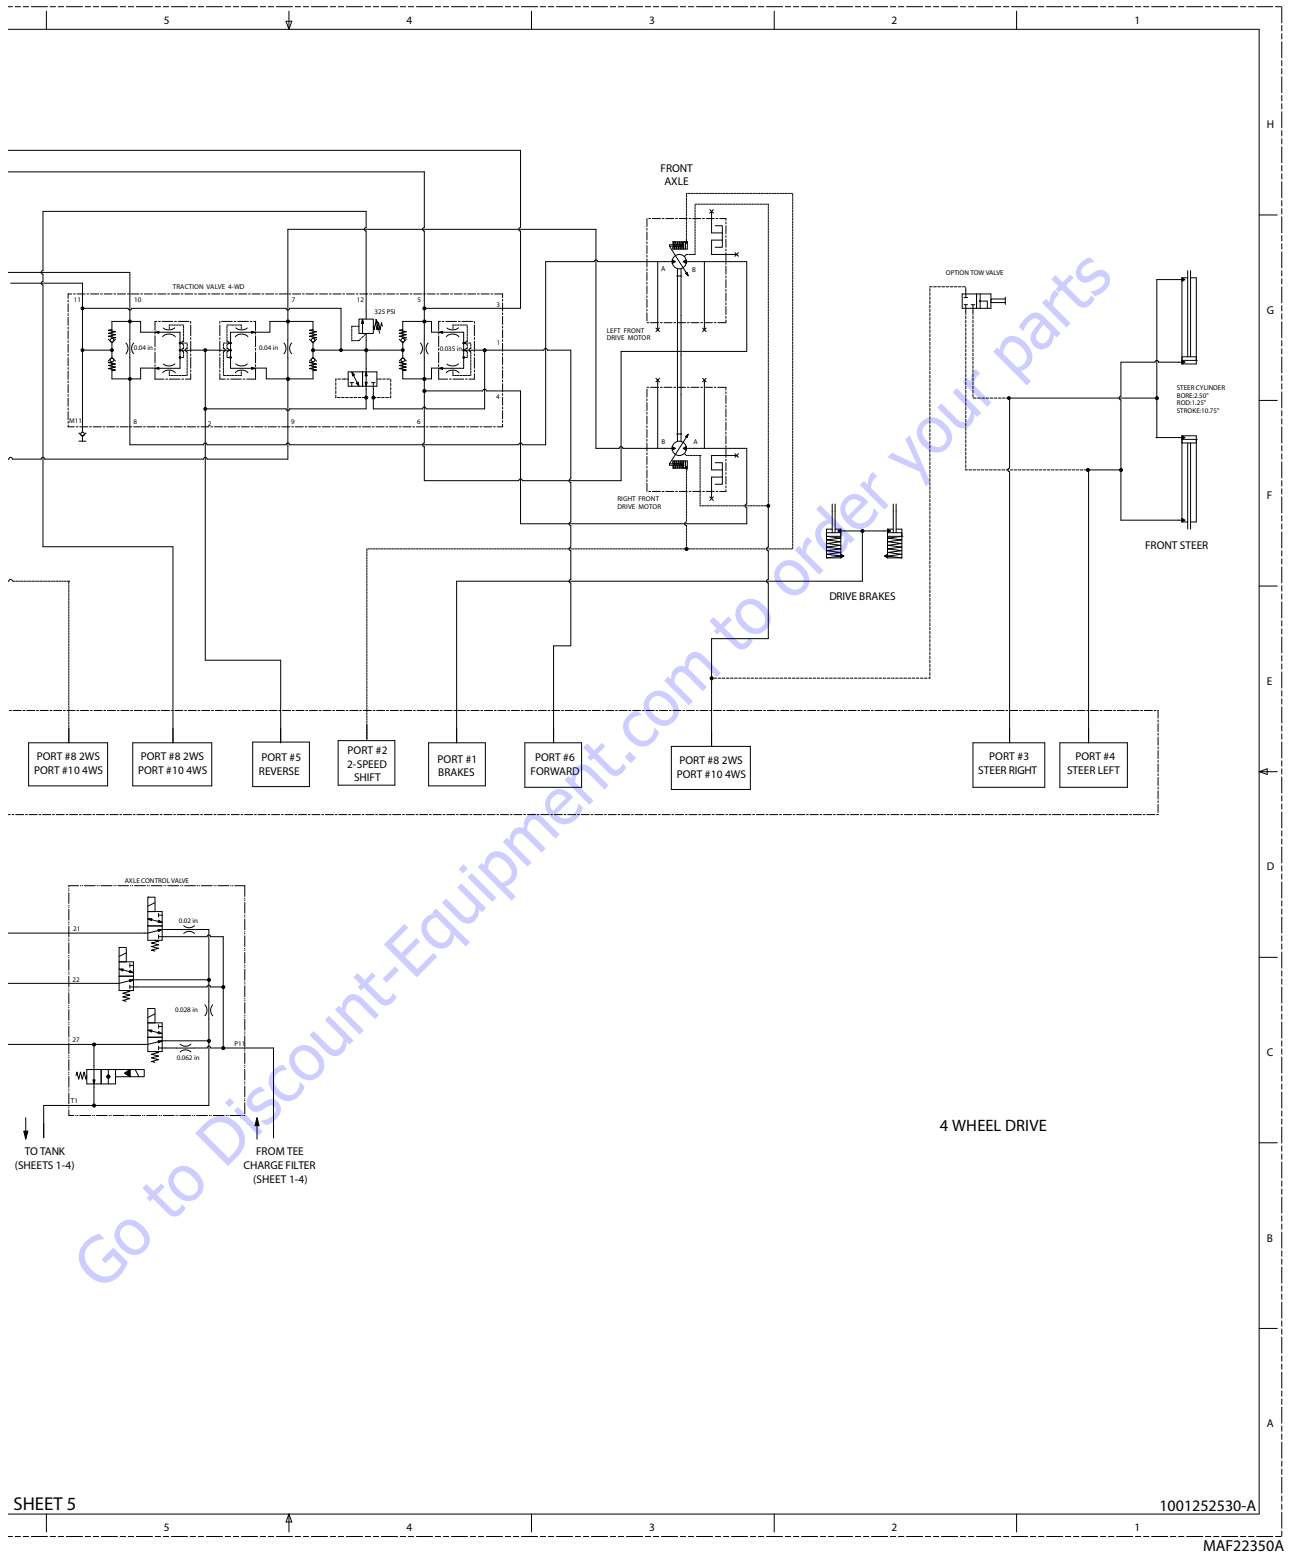 5
4
3
2
1
H
FRONT
AXLE
G
OPTION TOW VALVE
TRACTION VALVE 4-WD
11
10
7
12
5
3
325 PSI
A
B
LEFT FRONT
DRIVE MOTOR
0.04 in
0.04 in
0.035 in
1
4
STEER CYLINDER
BORE:2.50"
ROD:1.25"
STROKE:10.75"
M11
8
2
9
6
B
A
F
RIGHT FRONT
DRIVE MOTOR
FRONT STEER
DRIVE BRAKES
E
PORT #8 2WS
PORT #10 4WS
PORT #8 2WS
PORT #10 4WS
PORT #5
REVERSE
PORT #2
2-SPEED
SHIFT
PORT #1
BRAKES
PORT #6
FORWARD
PORT #8 2WS
PORT #10 4WS
PORT #3
STEER RIGHT
PORT #4
STEER LEFT
D
AXLE CONTROL VALVE
21
0.02 in
22
0.028 in
27
P11
0.062 in
C
T1
TO TANK
(SHEETS 1-4)
FROM TEE
CHARGE FILTER
(SHEET 1-4)
4 WHEEL DRIVE
B
A
Go to Discount-Equipment.com to order your parts
SHEET 5
1001252530-A
5
4
3
2
1
MAF22350A